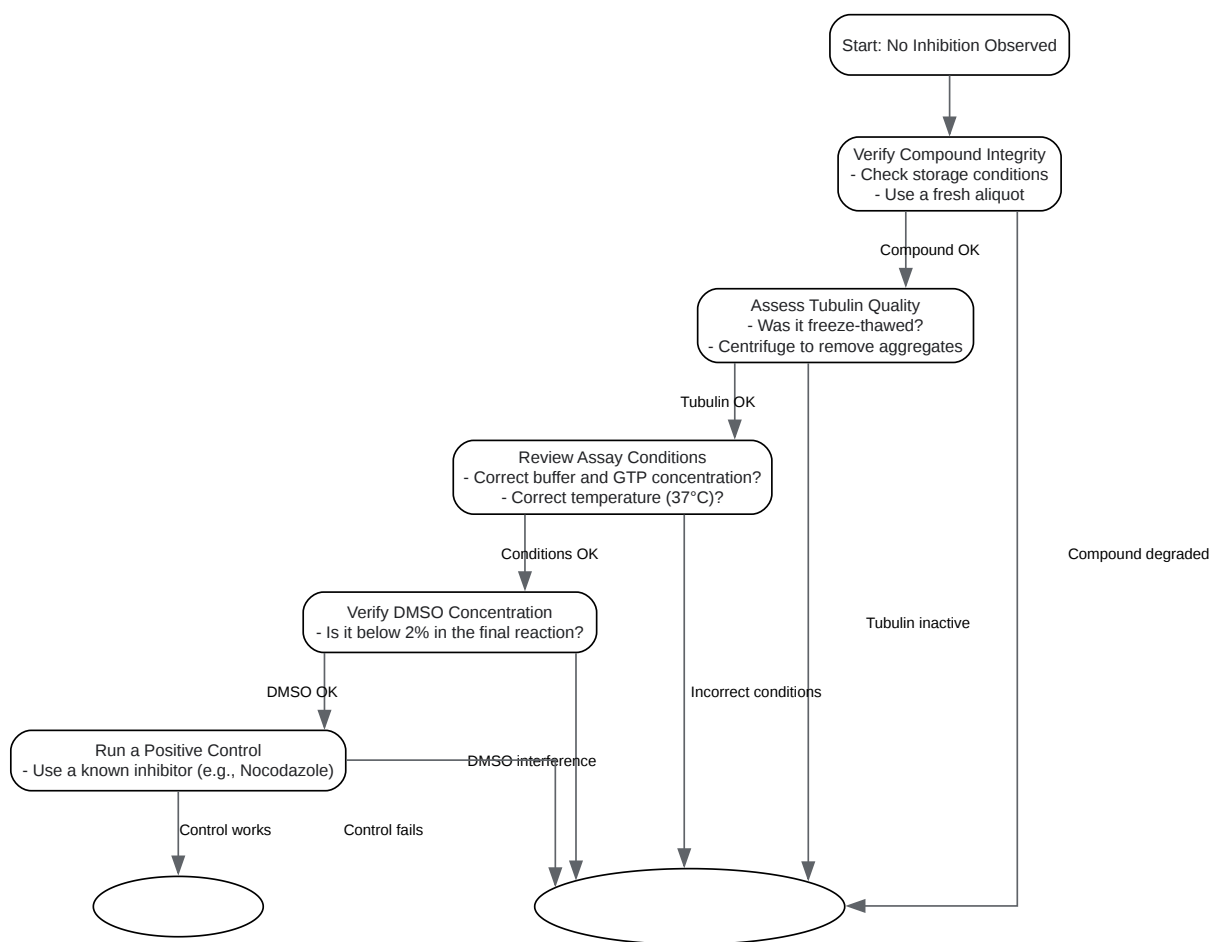 Start: No Inhibition Observed
Verify Compound Integrity
- Check storage conditions
- Use a fresh aliquot
Compound OK
Assess Tubulin Quality
- Was it freeze-thawed?
- Centrifuge to remove aggregates
Tubulin OK
Review Assay Conditions
- Correct buffer and GTP concentration?
- Correct temperature (37°C)?
Conditions OK
Compound degraded
Verify DMSO Concentration
- Is it below 2% in the final reaction?
Tubulin inactive
DMSO OK
Incorrect conditions
Run a Positive Control
- Use a known inhibitor (e.g., Nocodazole)
DMSO interference
Control works
Control fails